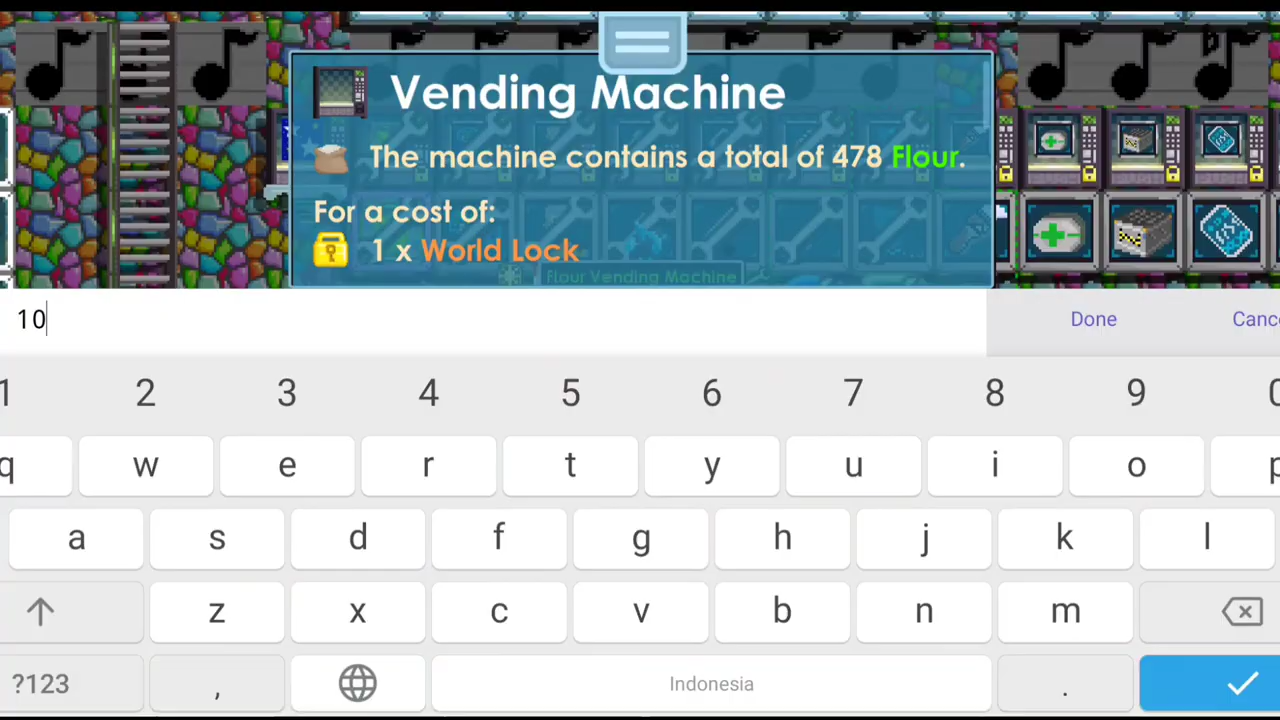 Vending Machine
The machine contains a total of 478 Flour.
For a cost of:
1 x World Lock
Flour Vending Machine
10
Done
Canc
1 2 3 4 5 6 7 8 9 0
q w e r t y u i o p
a s d f g h j k l
z x c v b n m
?123 , Indonesia .